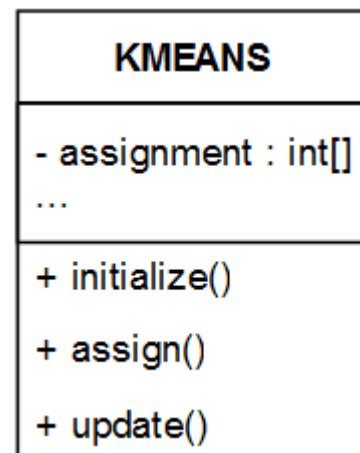 KMEANS
- assignment : int[]
...
+ initialize()
+ assign()
+ update()